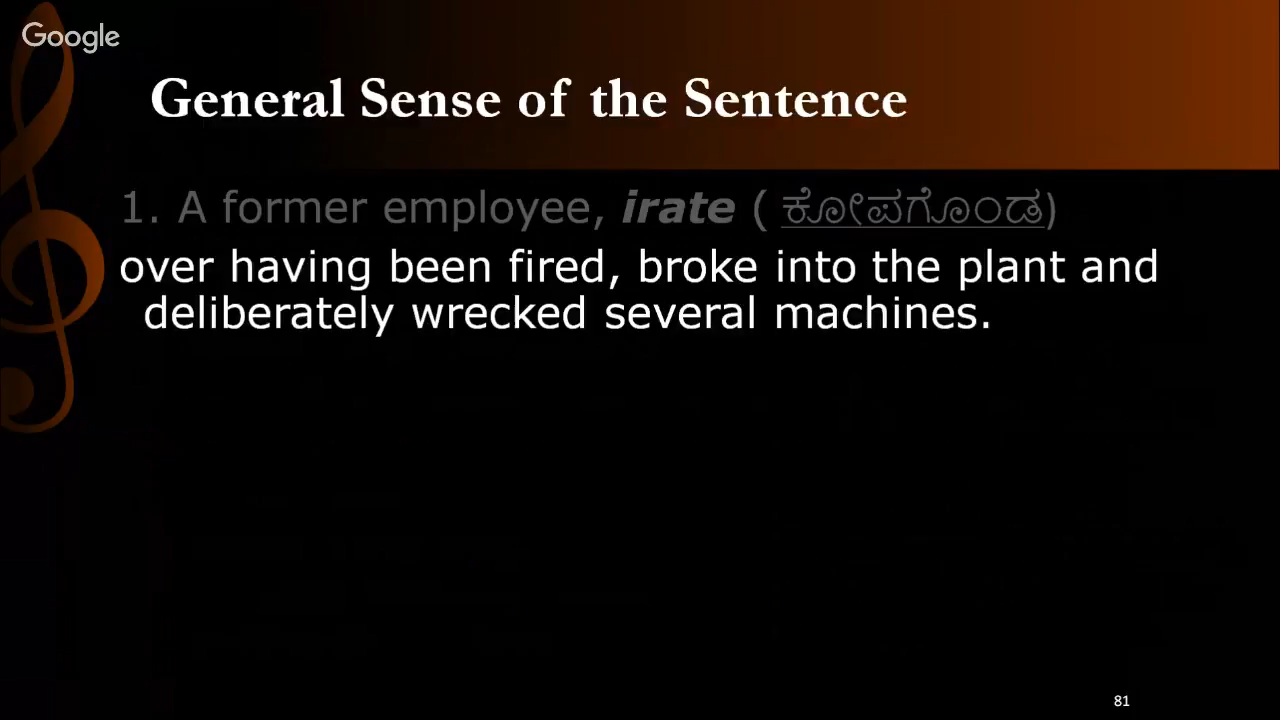 Google
General Sense of the Sentence
1. A former employee, irate ( ಕೋಪಗೊಂಡ)
over having been fired, broke into the plant and
deliberately wrecked several machines.
81